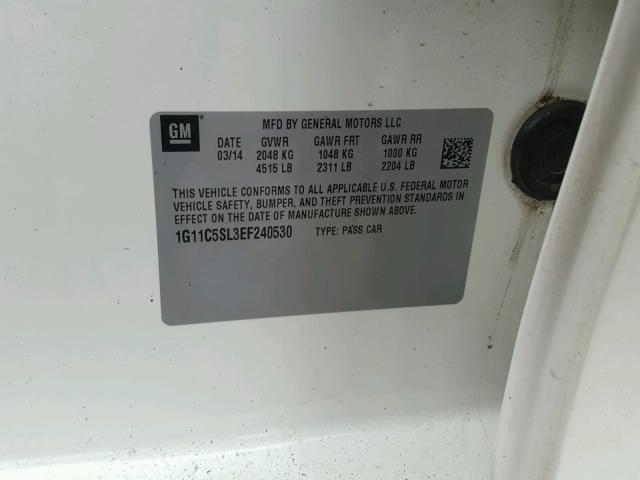 GM
MFD BY GENERAL MOTORS LLC
DATE GVWR GAWR FRT GAWR RR
03/14 2048 KG 1048 KG 1000 KG
4515 LB 2311 LB 2204 LB
THIS VEHICLE CONFORMS TO ALL APPLICABLE U.S. FEDERAL MOTOR
VEHICLE SAFETY, BUMPER, AND THEFT PREVENTION STANDARDS IN
EFFECT ON THE DATE OF MANUFACTURE SHOWN ABOVE.
1G11C5SL3EF240530 TYPE: PASS CAR